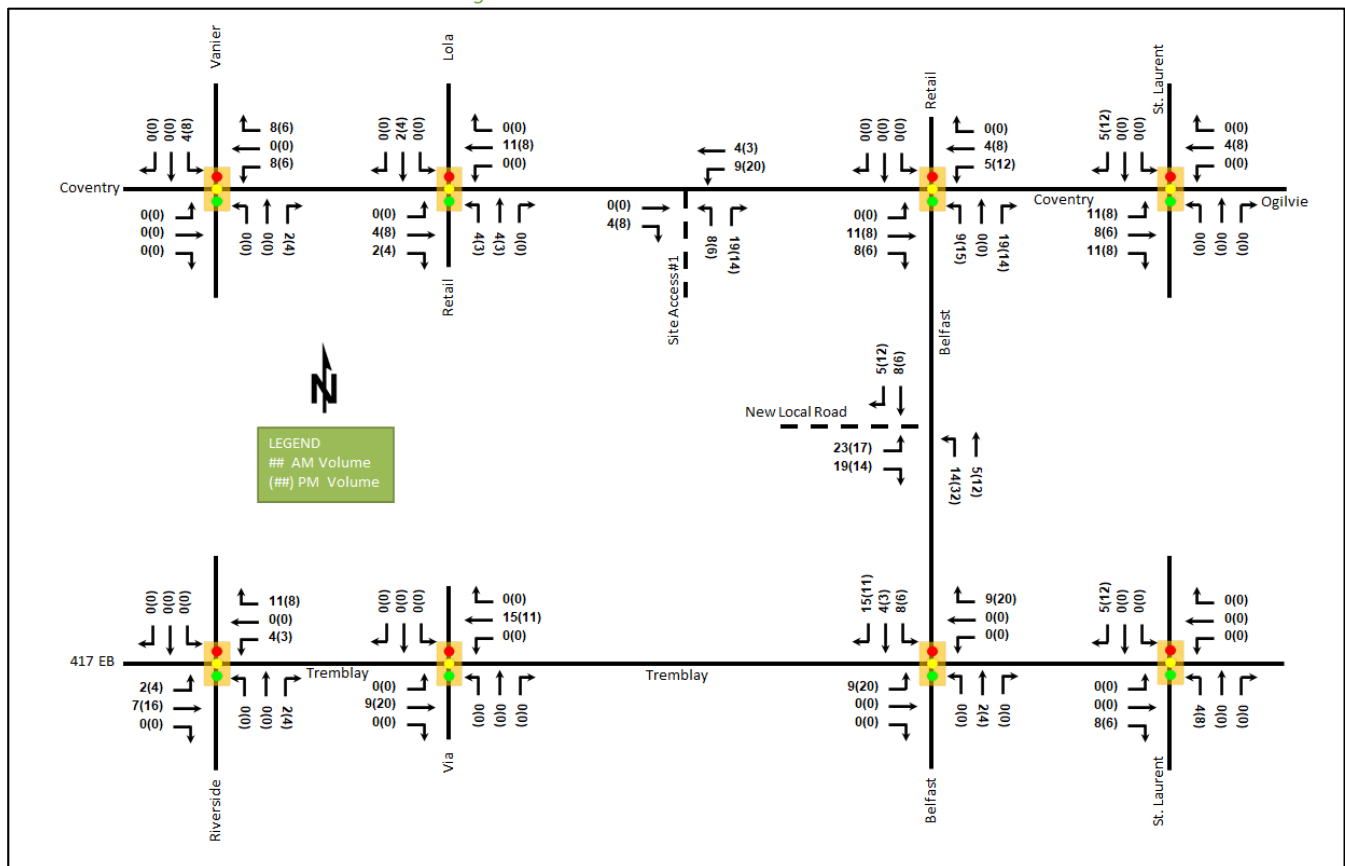 g
Vanier
Lola
Retail
St. Laurent
0(0) 0(0) 4(8)
8(6)
0(0)
8(6)
0(0) 2(4) 0(0)
0(0)
11(8)
0(0)
4(3)
9(20)
0(0) 0(0) 0(0)
0(0)
4(8)
5(12)
5(12) 0(0) 0(0)
0(0)
4(8)
0(0)
Coventry
Coventry
Ogilvie
0(0)
0(0)
0(0)
0(0) 0(0) 2(4)
0(0)
4(8)
2(4)
4(3) 4(3) 0(0)
0(0)
4(8)
8(6) 19(14)
0(0)
11(8)
8(6)
9(15) 0(0) 19(14)
11(8)
8(6)
11(8)
0(0) 0(0) 0(0)
Retail
Site Access#1
Belfast
N
5(12) 8(6)
New Local Road
23(17)
19(14)
14(32) 5(12)
LEGEND
## AM Volume
(##) PM Volume
0(0) 0(0) 0(0)
11(8)
0(0)
4(3)
0(0) 0(0) 0(0)
0(0)
15(11)
0(0)
15(11) 4(3) 8(6)
9(20)
0(0)
0(0)
5(12) 0(0) 0(0)
0(0)
0(0)
0(0)
417 EB
Tremblay
Tremblay
2(4)
7(16)
0(0)
0(0) 0(0) 2(4)
0(0)
9(20)
0(0)
0(0) 0(0) 0(0)
9(20)
0(0)
0(0)
0(0) 2(4) 0(0)
0(0)
0(0)
8(6)
4(8) 0(0) 0(0)
Riverside
Via
Belfast
St. Laurent